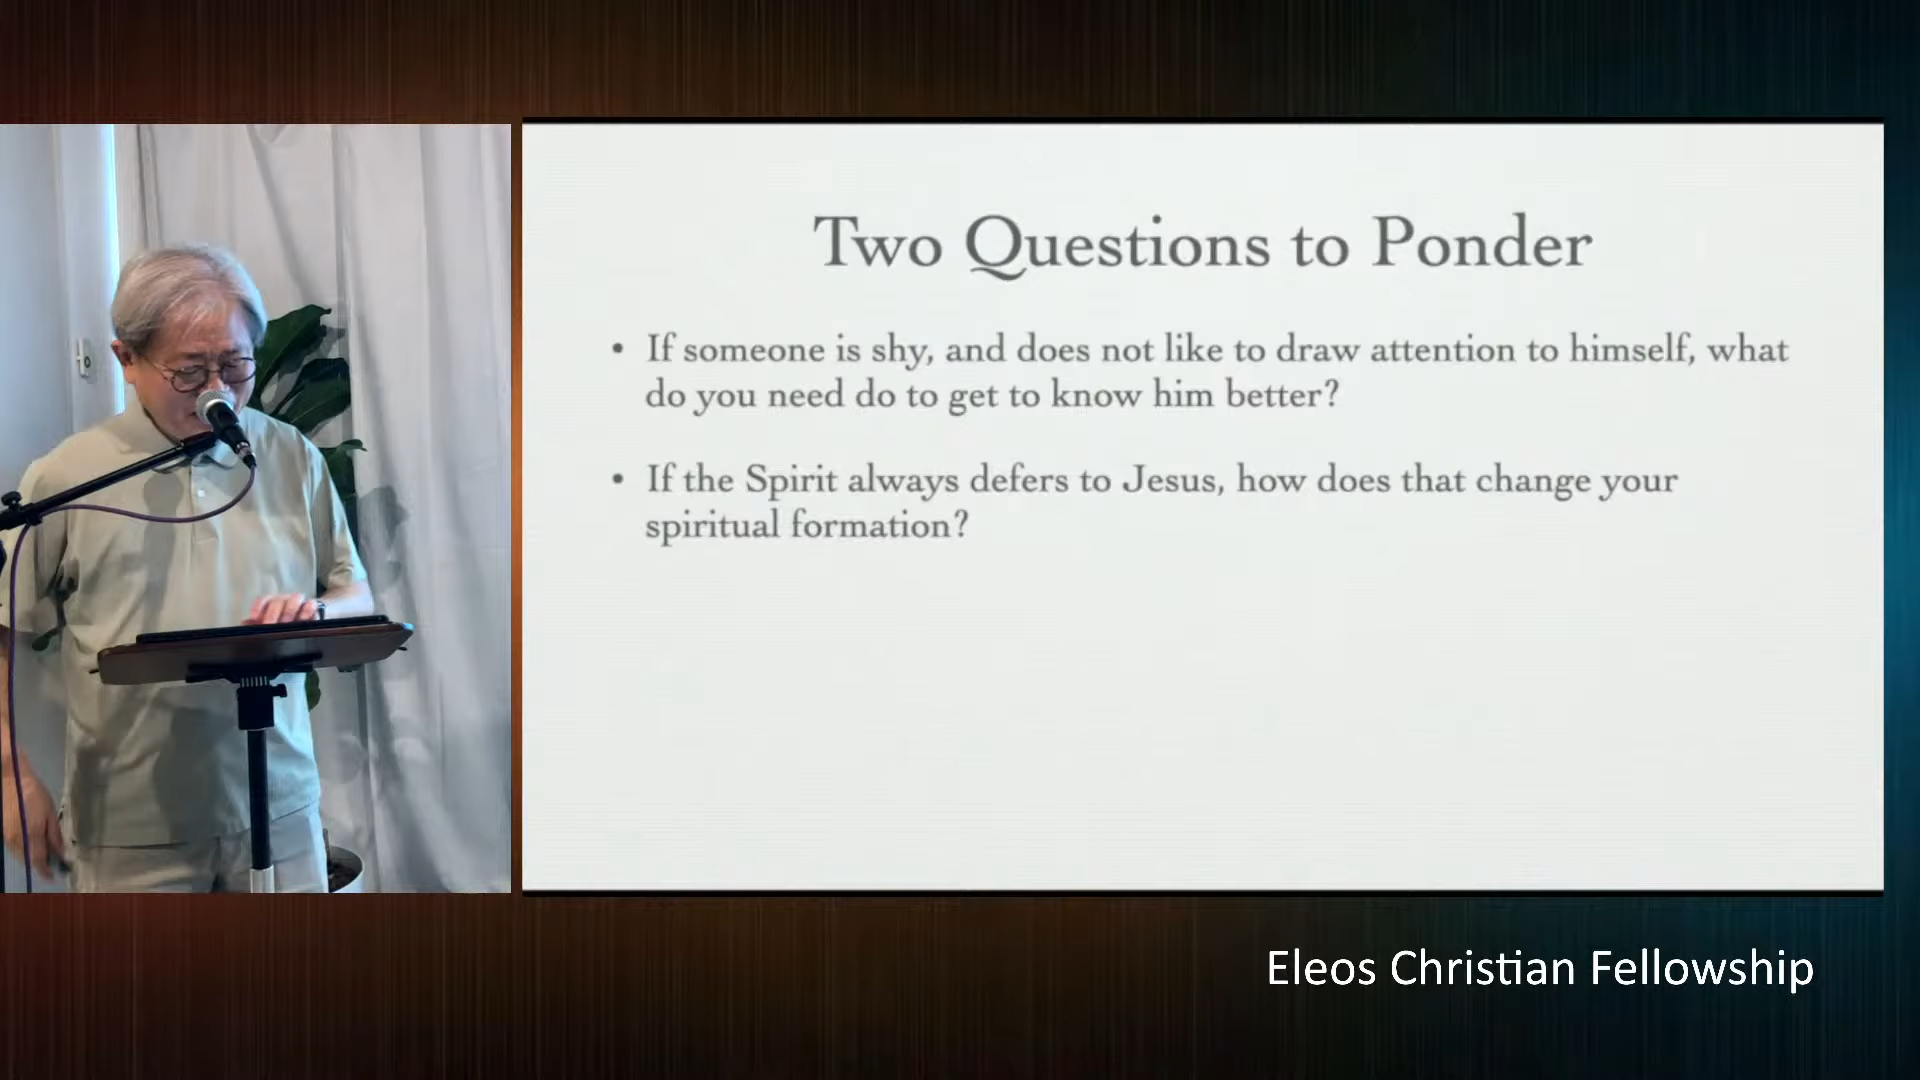 Two Questions to Ponder
• If someone is shy, and does not like to draw attention to himself, what
do you need do to get to know him better?
• If the Spirit always defers to Jesus, how does that change your
spiritual formation?
Eleos Christian Fellowship